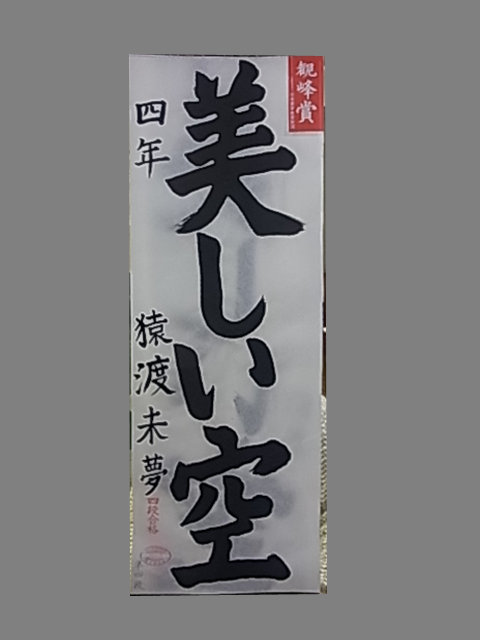 観峰賞
美しい空
四年
猿渡未夢
四段合格